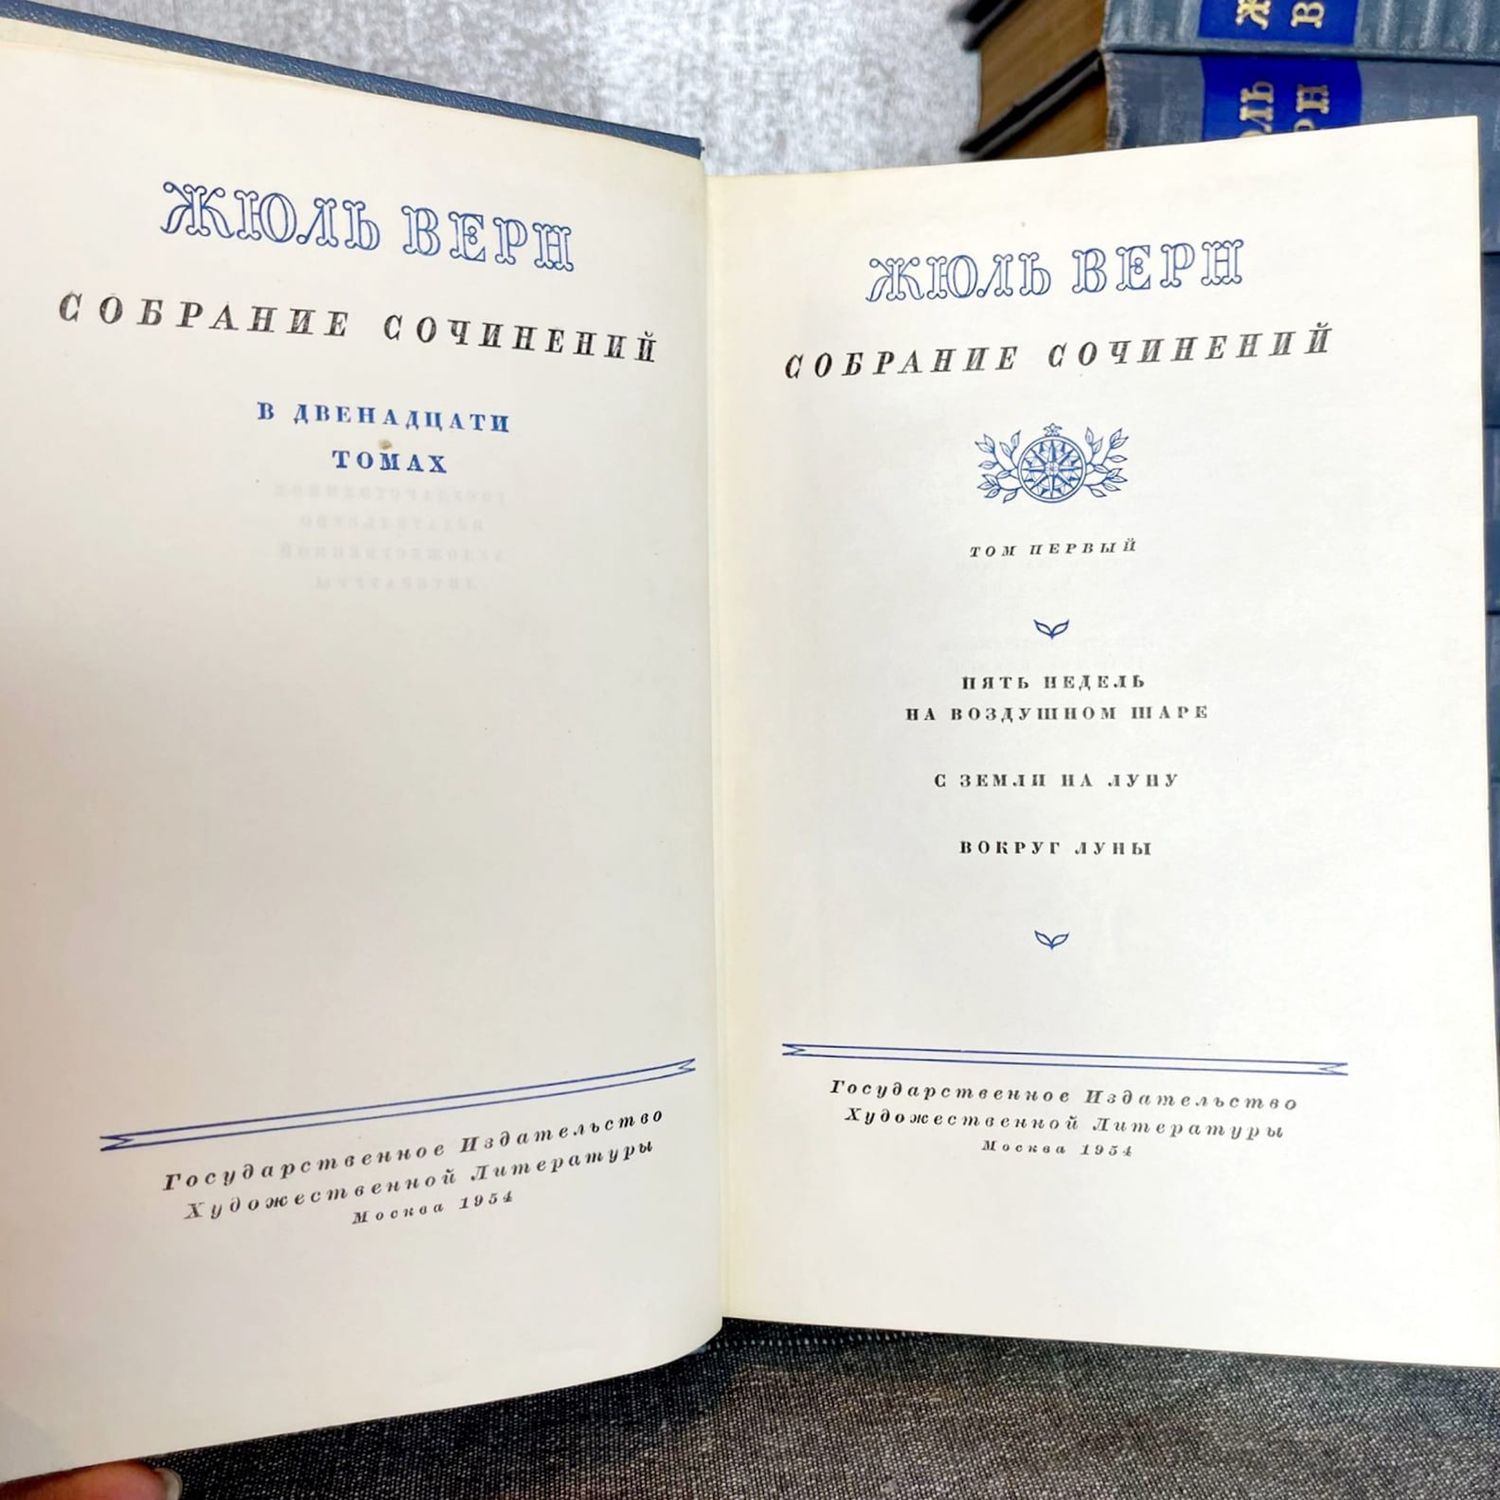 ЖЮЛЬ ВЕРН
СОБРАНИЕ СОЧИНЕНИЙ
В ДВЕНАДЦАТИ
ТОМАХ
Государственное Издательство
Художественной Литературы
Москва 1954
ЖЮЛЬ ВЕРН
СОБРАНИЕ СОЧИНЕНИЙ
ТОМ ПЕРВЫЙ
ПЯТЬ НЕДЕЛЬ
НА ВОЗДУШНОМ ШАРЕ
С ЗЕМЛИ НА ЛУНУ
ВОКРУГ ЛУНЫ
Государственное Издательство
Художественной Литературы
Москва 1954